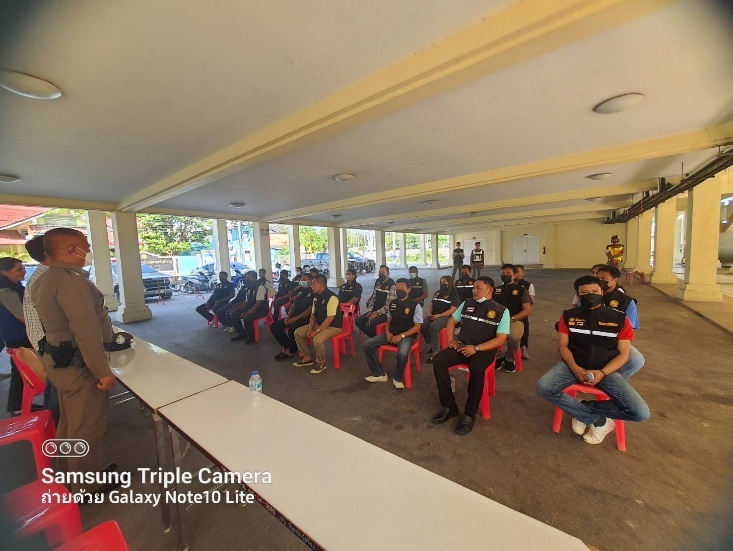 Samsung Triple Camera
ถ่ายด้วย Galaxy Note10 Lite